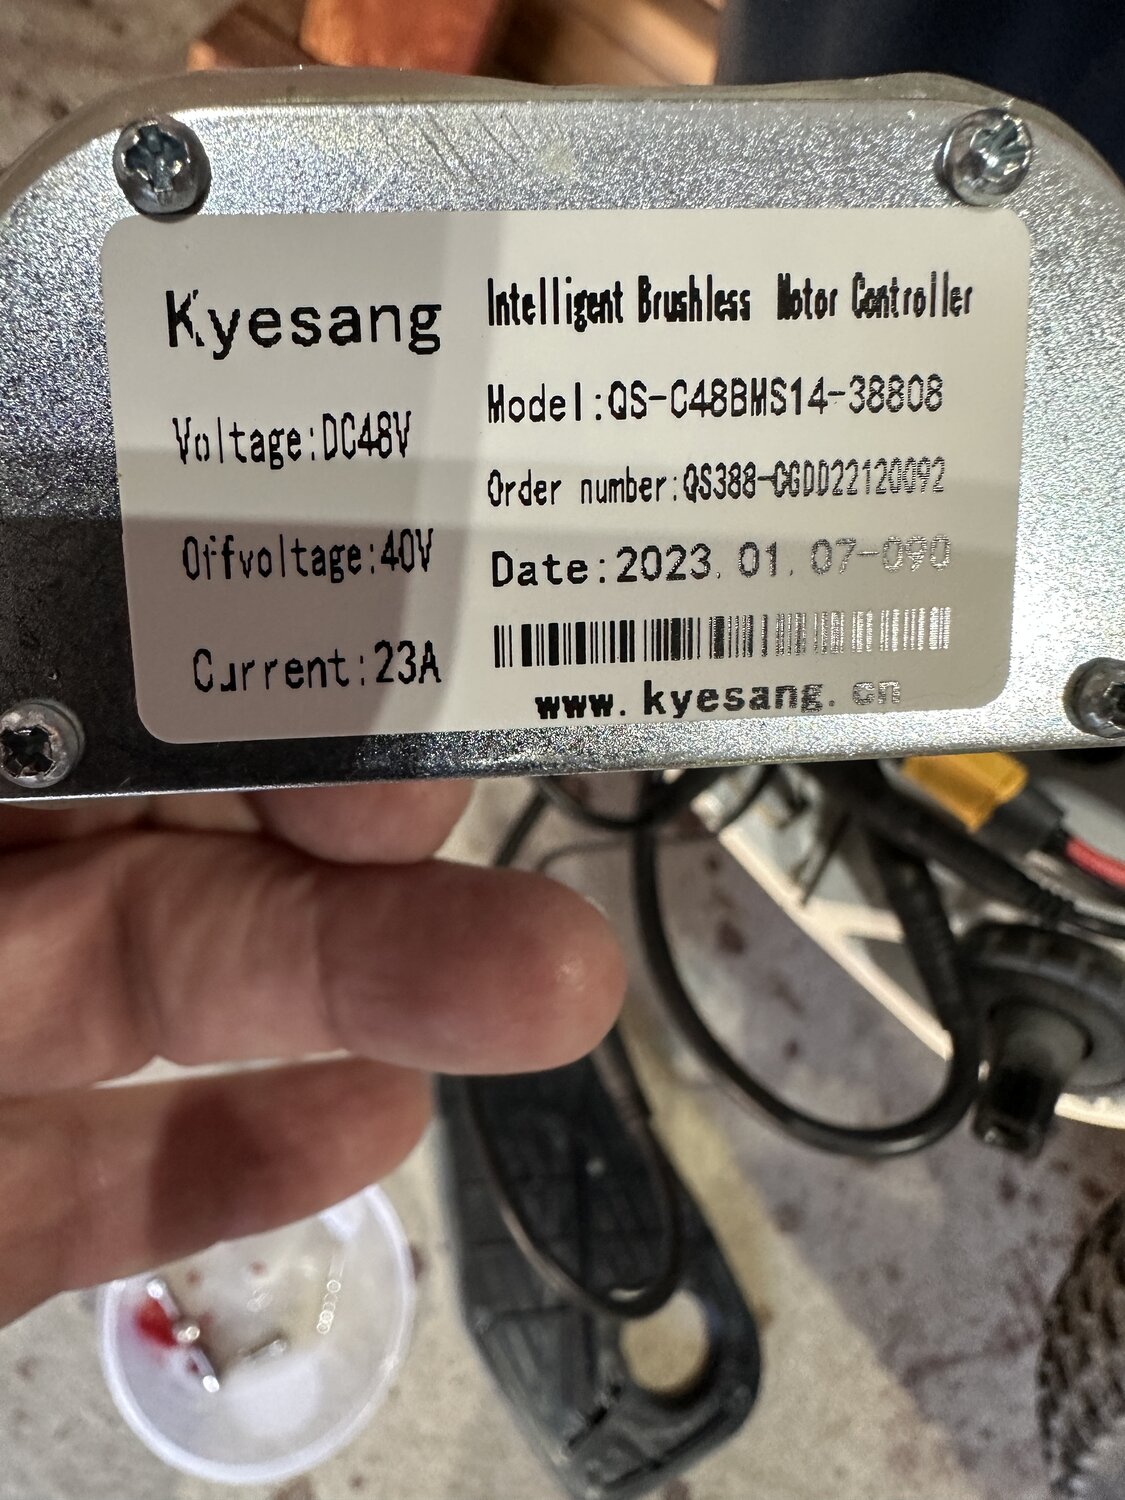 Kyesang
Voltage:DC48V
Offvoltage:40V
Current:23A
Intelligent Brushless Motor Controller
Model:QS-C48BMS14-38808
Order number:QS388-CGDD22120092
Date:2023.01.07-090
www.kyesang.cn